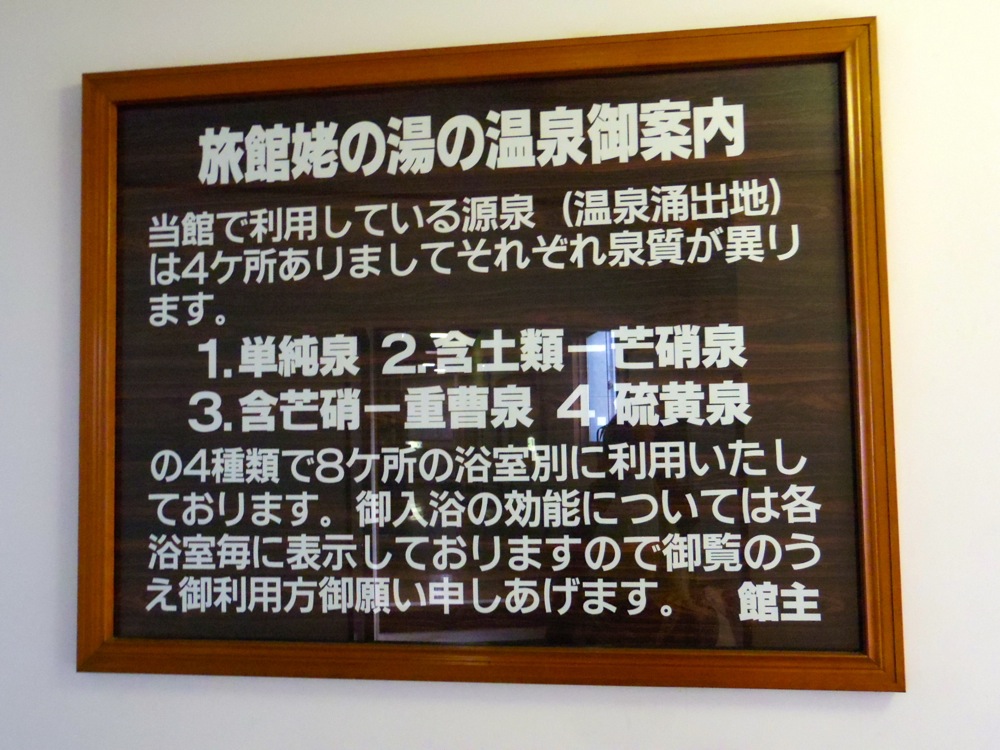 旅館姥の湯の温泉御案内
当館で利用している源泉（温泉涌出地）
は4ケ所ありましてそれぞれ泉質が異り
ます。
1.単純泉 2.含土類ー芒硝泉
3.含芒硝ー重曹泉 4.硫黄泉
の4種類で8ケ所の浴室別に利用いたし
ております。御入浴の効能については各
浴室毎に表示しておりますので御覧のう
え御利用方御願い申しあげます。 館主